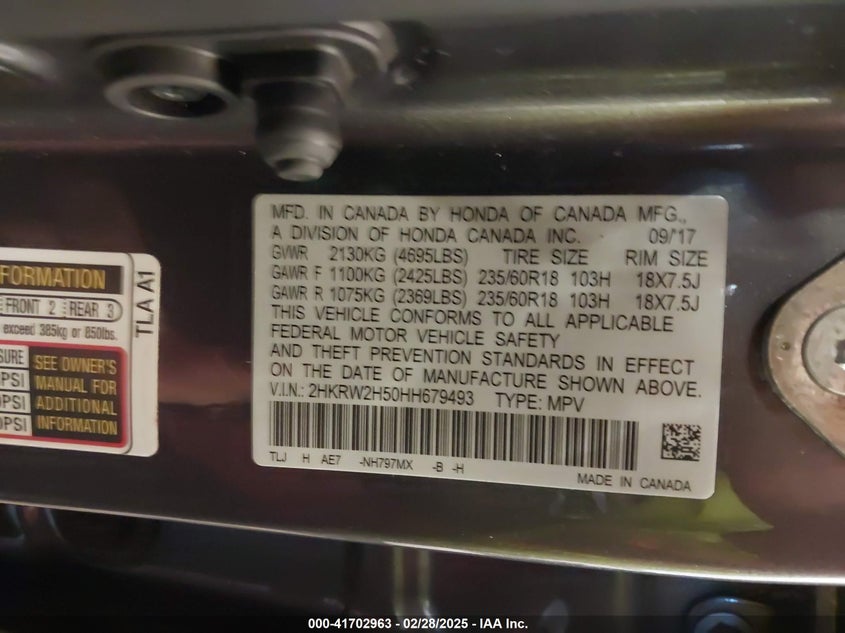 FORMATION
FRONT 2 REAR 3
exceed 385kg or 850lbs.
SEE OWNER'S
MANUAL FOR
ADDITIONAL
INFORMATION
PSI
PSI
PSI
TLA A1
MFD. IN CANADA BY HONDA OF CANADA MFG.,
A DIVISION OF HONDA CANADA INC. 09/'17
GVWR 2130KG (4695LBS) TIRE SIZE RIM SIZE
GAWR F 1100KG (2425LBS) 235/60R18 103H 18X7.5J
GAWR R 1075KG (2369LBS) 235/60R18 103H 18X7.5J
THIS VEHICLE CONFORMS TO ALL APPLICABLE
FEDERAL MOTOR VEHICLE SAFETY
AND THEFT PREVENTION STANDARDS IN EFFECT
ON THE DATE OF MANUFACTURE SHOWN ABOVE.
V.I.N.: 2HKRW2H50HH679493 TYPE: MPV
TLJ H AE7 -NH797MX -B -H
MADE IN CANADA
000-41702963 - 02/28/2025 - IAA Inc.